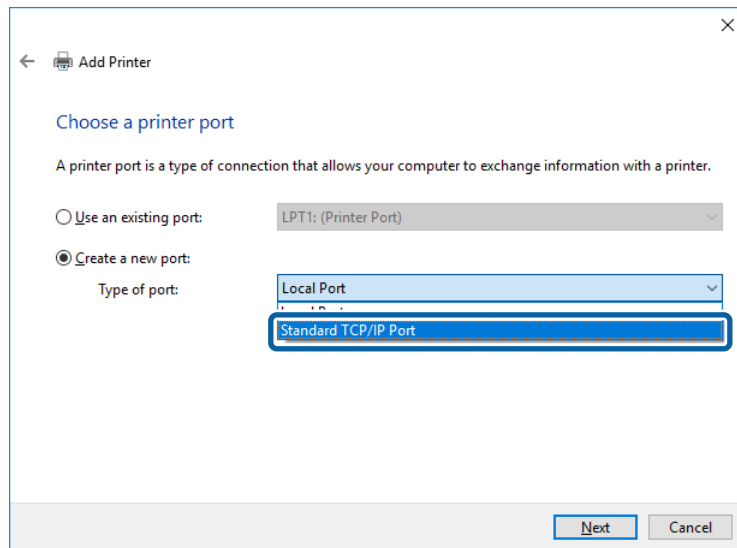 Add Printer
Choose a printer port
A printer port is a type of connection that allows your computer to exchange information with a printer.
Use an existing port: LPT1: (Printer Port)
Create a new port:
Type of port: Local Port
Standard TCP/IP Port
Next Cancel